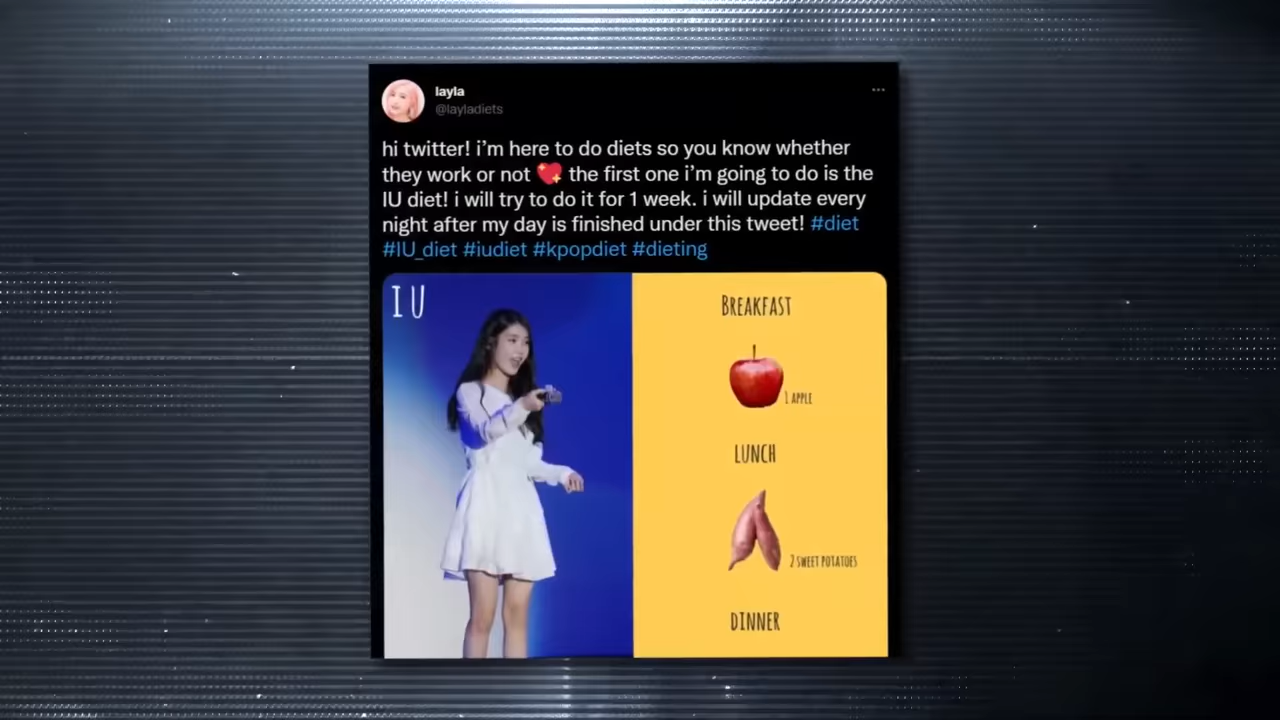 layla
@layladiets
hi twitter! i'm here to do diets so you know whether
they work or not 💖 the first one i'm going to do is the
IU diet! i will try to do it for 1 week. i will update every
night after my day is finished under this tweet! #diet
#IU_diet #iudiet #kpopdiet #dieting
IU
BREAKFAST
1 APPLE
LUNCH
2 SWEET POTATOES
DINNER